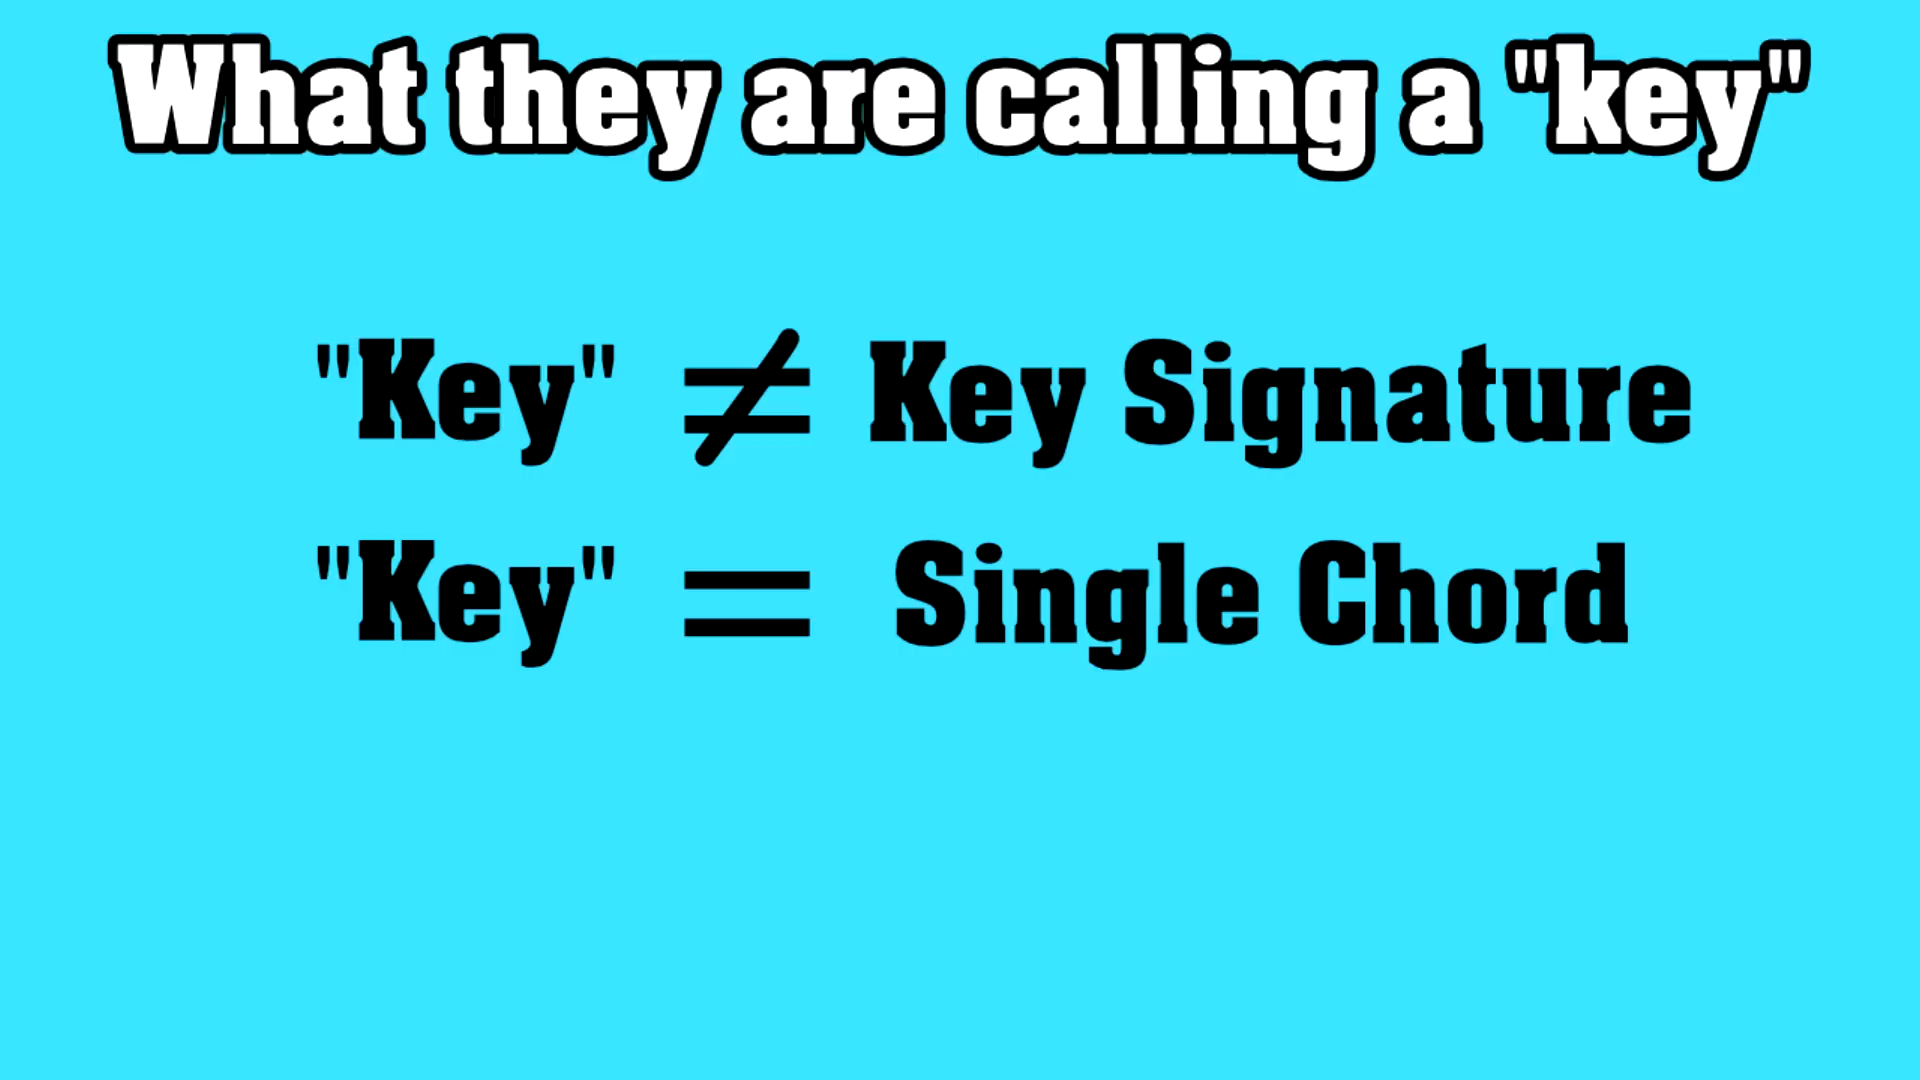 What they are calling a "key"
"Key" ≠ Key Signature
"Key" = Single Chord